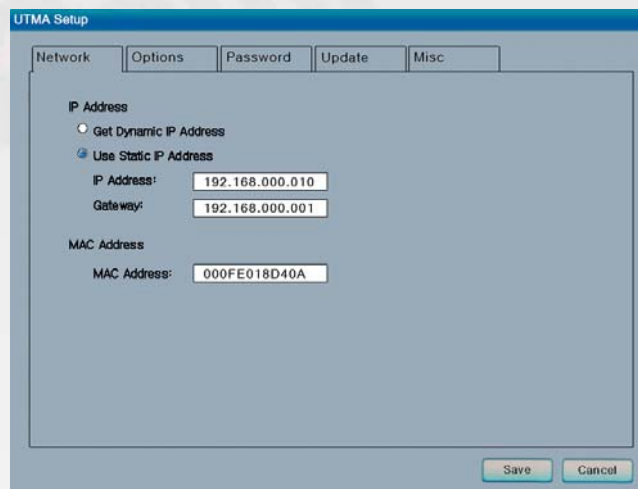 UTMA Setup
Network Options Password Update Misc
IP Address
Get Dynamic IP Address
Use Static IP Address
IP Address: 192.168.000.010
Gateway: 192.168.000.001
MAC Address
MAC Address: 000FE018D40A
Save Cancel